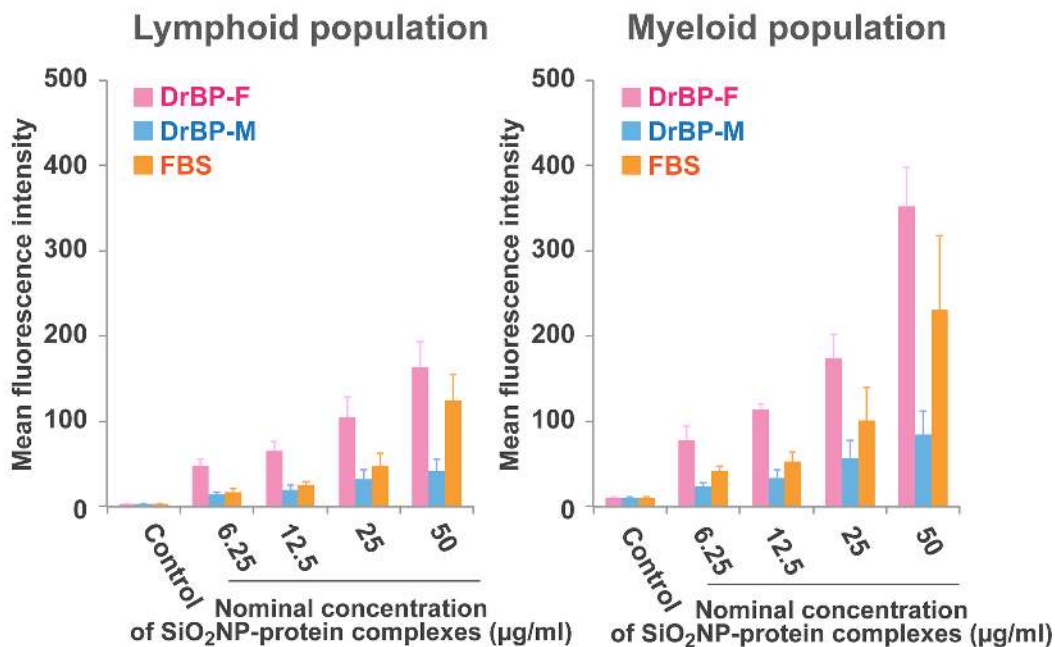 Lymphoid population
500
400
300
200
100
0
Mean fluorescence intensity
DrBP-F
DrBP-M
FBS
Control
6.25
12.5
25
50
Nominal concentration
of SiO₂NP-protein complexes (µg/ml)
Myeloid population
500
400
300
200
100
0
Mean fluorescence intensity
DrBP-F
DrBP-M
FBS
Control
6.25
12.5
25
50
Nominal concentration
of SiO₂NP-protein complexes (µg/ml)